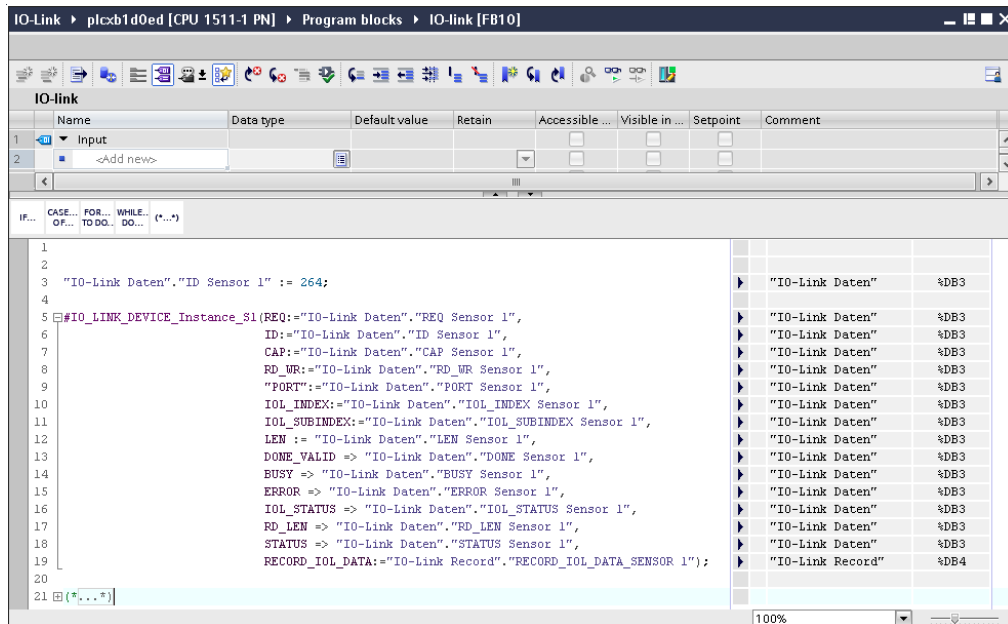 IO-Link ▸ plcxb1d0ed [CPU 1511-1 PN] ▸ Program blocks ▸ IO-link [FB10]
IO-link
Name Data type Default value Retain Accessible ... Visible in ... Setpoint Comment
1 Input
2 <Add new>
IF... CASE... OF... FOR... TO DO... WHILE... DO... (*...*)
1
2
3 "IO-Link Daten"."ID Sensor 1" := 264; "IO-Link Daten" %DB3
4
5 #IO_LINK_DEVICE_Instance_S1(REQ:="IO-Link Daten"."REQ Sensor 1", "IO-Link Daten" %DB3
6 ID:="IO-Link Daten"."ID Sensor 1", "IO-Link Daten" %DB3
7 CAP:="IO-Link Daten"."CAP Sensor 1", "IO-Link Daten" %DB3
8 RD_WR:="IO-Link Daten"."RD_WR Sensor 1", "IO-Link Daten" %DB3
9 "PORT":="IO-Link Daten"."PORT Sensor 1", "IO-Link Daten" %DB3
10 IOL_INDEX:="IO-Link Daten"."IOL_INDEX Sensor 1", "IO-Link Daten" %DB3
11 IOL_SUBINDEX:="IO-Link Daten"."IOL_SUBINDEX Sensor 1", "IO-Link Daten" %DB3
12 LEN := "IO-Link Daten"."LEN Sensor 1", "IO-Link Daten" %DB3
13 DONE_VALID => "IO-Link Daten"."DONE Sensor 1", "IO-Link Daten" %DB3
14 BUSY => "IO-Link Daten"."BUSY Sensor 1", "IO-Link Daten" %DB3
15 ERROR => "IO-Link Daten"."ERROR Sensor 1", "IO-Link Daten" %DB3
16 IOL_STATUS => "IO-Link Daten"."IOL_STATUS Sensor 1", "IO-Link Daten" %DB3
17 RD_LEN => "IO-Link Daten"."RD_LEN Sensor 1", "IO-Link Daten" %DB3
18 STATUS => "IO-Link Daten"."STATUS Sensor 1", "IO-Link Daten" %DB3
19 RECORD_IOL_DATA:="IO-Link Record"."RECORD_IOL_DATA_SENSOR 1"); "IO-Link Record" %DB4
20
21 (*...*)
100%